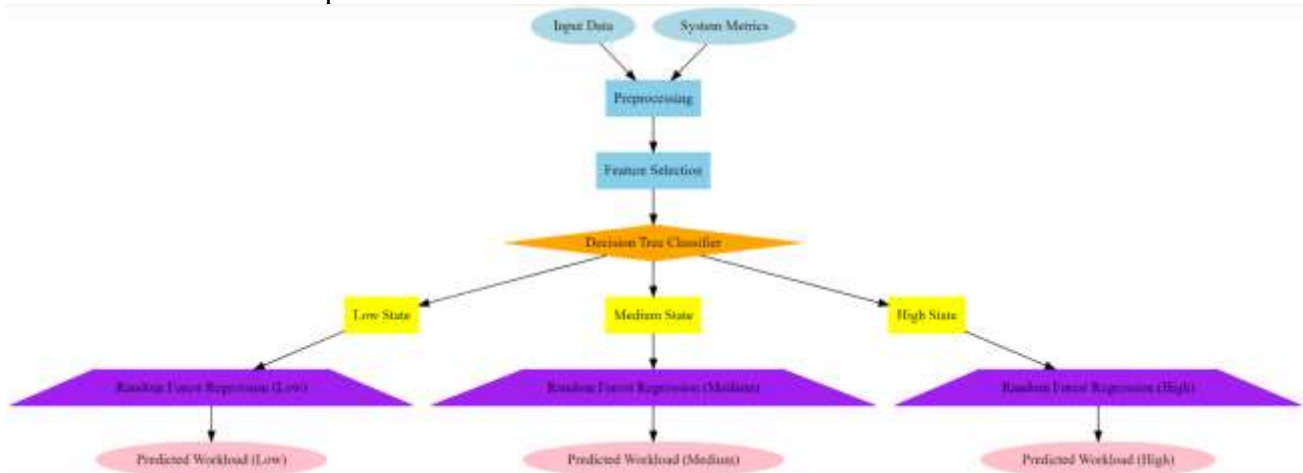 Input Data
System Metrics
Preprocessing
Feature Selection
Decision Tree Classifier
Low State
Medium State
High State
Random Forest Regression (Low)
Random Forest Regression (Medium)
Random Forest Regression (High)
Predicted Workload (Low)
Predicted Workload (Medium)
Predicted Workload (High)